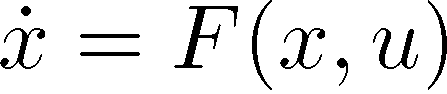 ẋ = F(x, u)